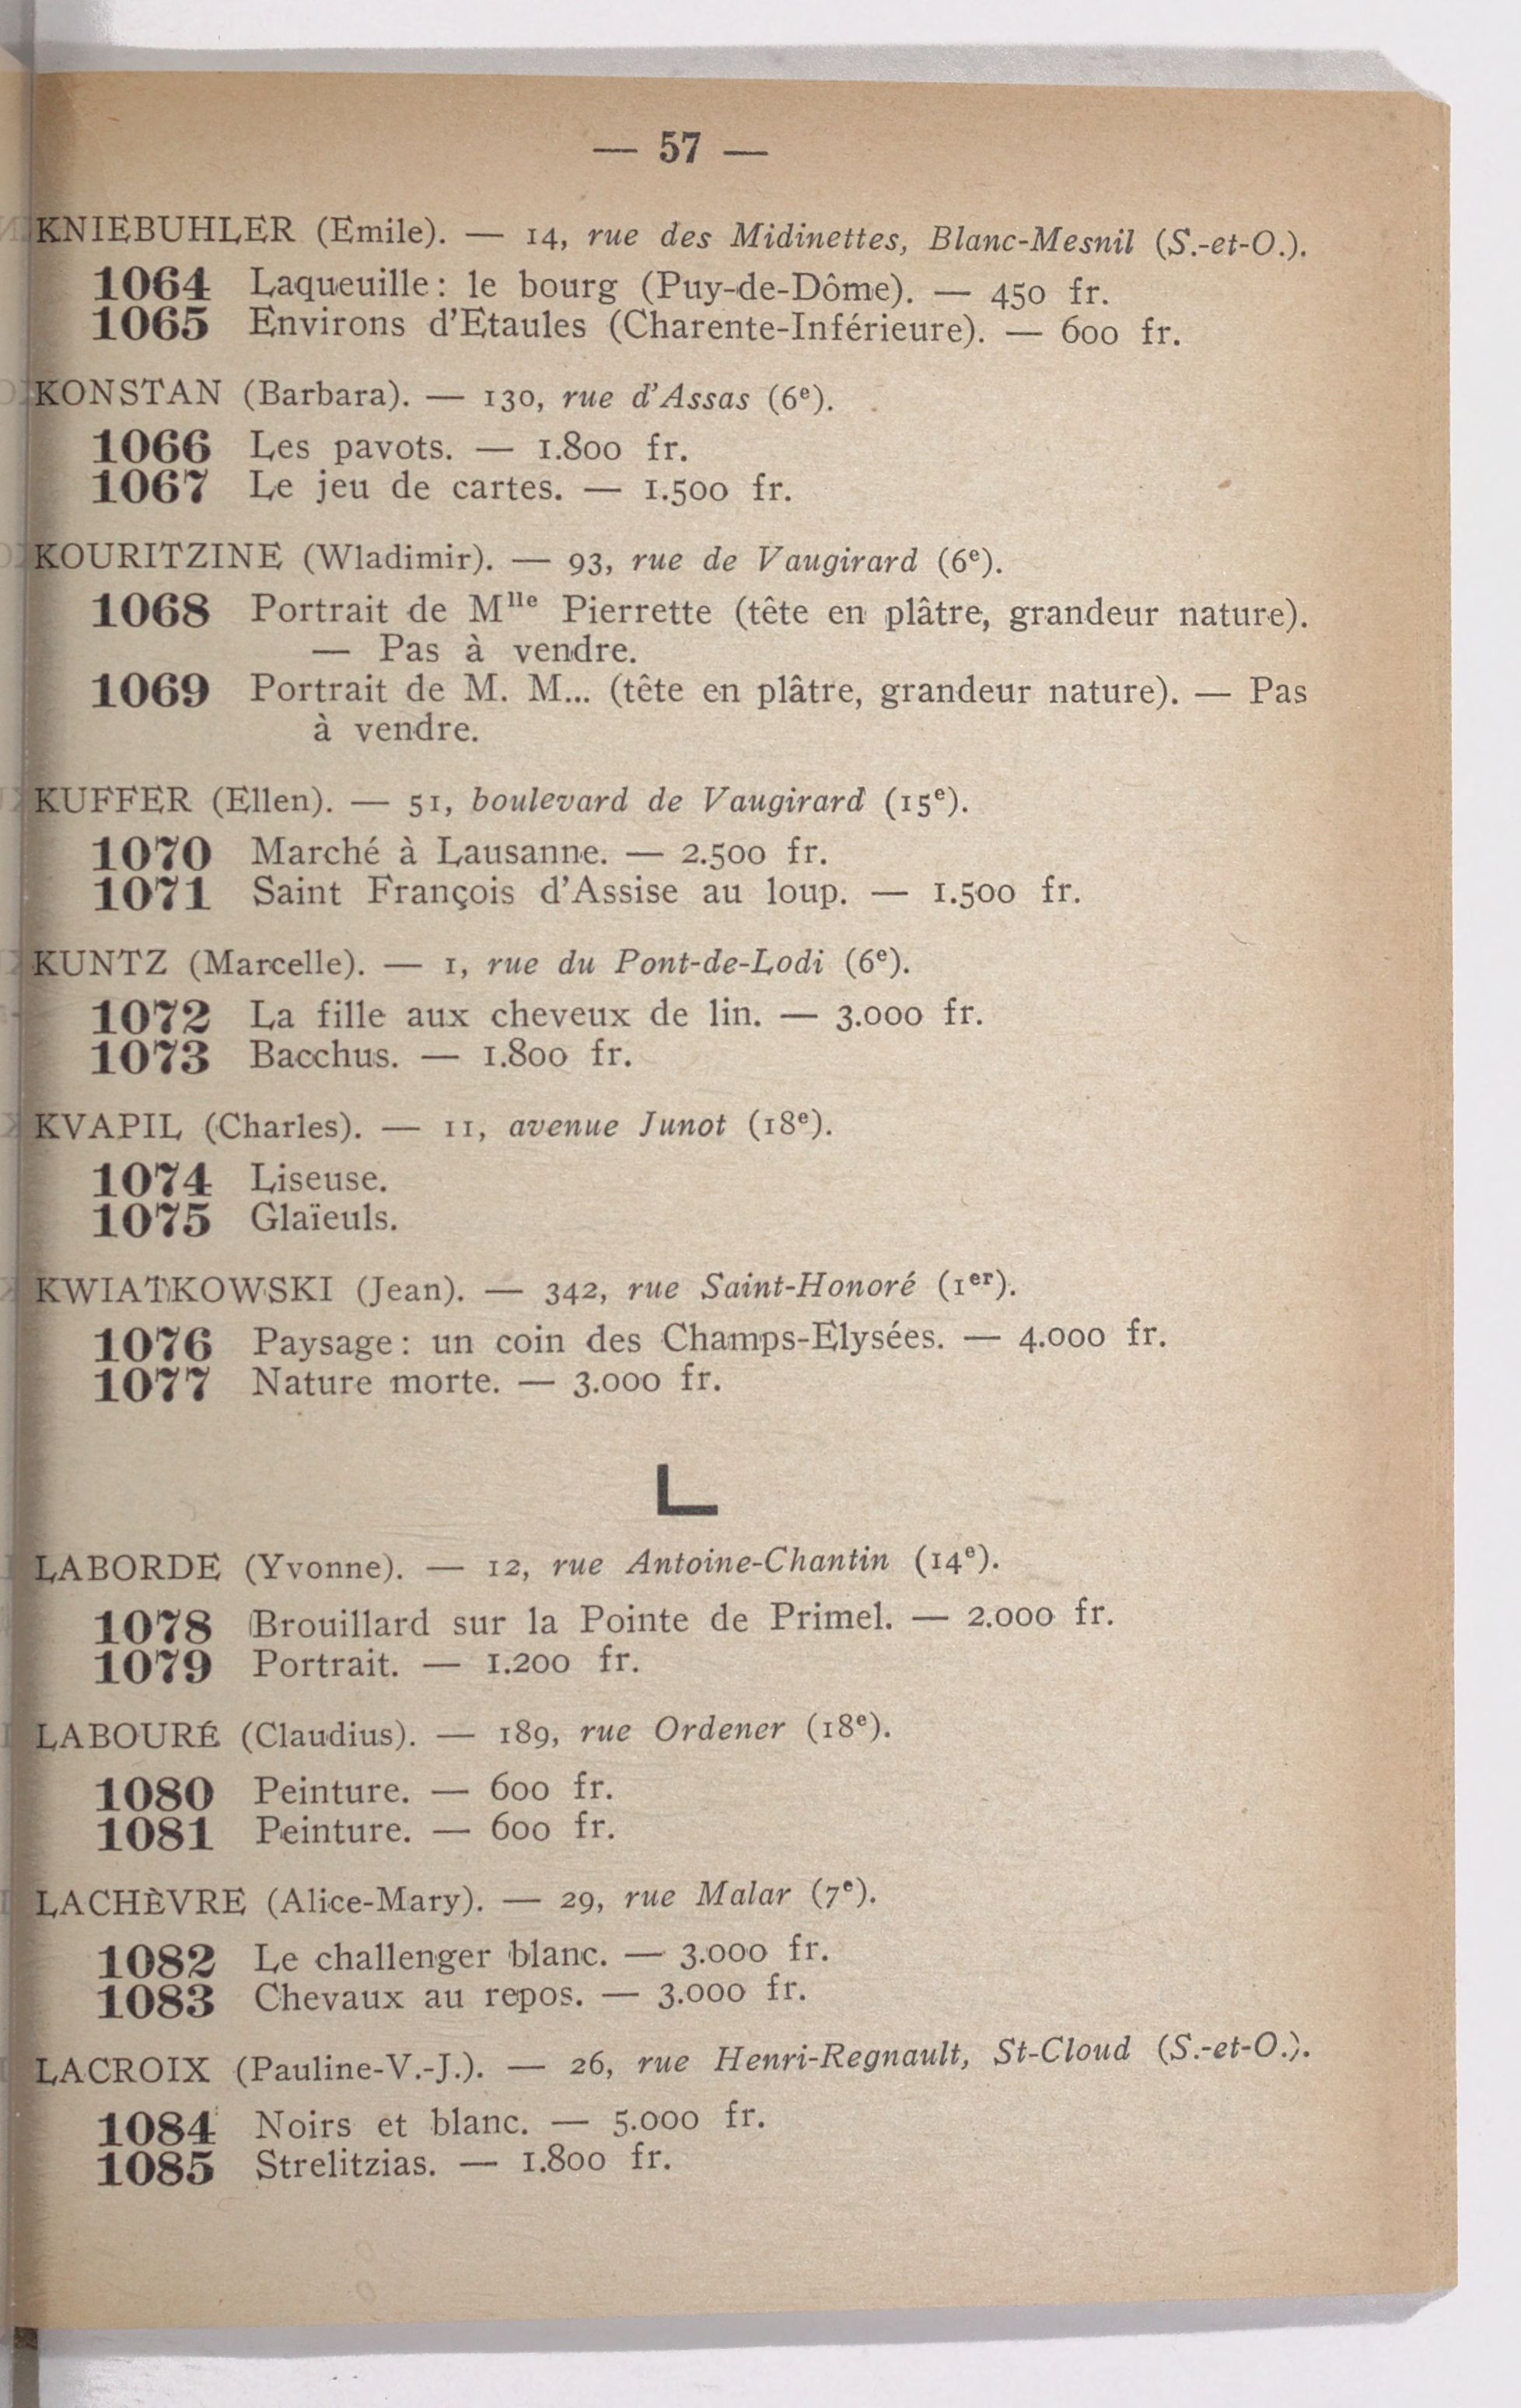 — 57 —
KNIEBUHLER (Emile). — 14, rue des Midinettes, Blanc-Mesnil (S.-et-O.).
1064 Laqueuille : le bourg (Puy-de-Dôme). — 450 fr.
1065 Environs d'Etaules (Charente-Inférieure). — 600 fr.
KONSTAN (Barbara). — 130, rue d'Assas (6e).
1066 Les pavots. — 1.800 fr.
1067 Le jeu de cartes. — 1.500 fr.
KOURITZINE (Wladimir). — 93, rue de Vaugirard (6e).
1068 Portrait de Mlle Pierrette (tête en plâtre, grandeur nature).
— Pas à vendre.
1069 Portrait de M. M... (tête en plâtre, grandeur nature). — Pas
à vendre.
KUFFER (Ellen). — 51, boulevard de Vaugirard (15e).
1070 Marché à Lausanne. — 2.500 fr.
1071 Saint François d'Assise au loup. — 1.500 fr.
KUNTZ (Marcelle). — 1, rue du Pont-de-Lodi (6e).
1072 La fille aux cheveux de lin. — 3.000 fr.
1073 Bacchus. — 1.800 fr.
KVAPIL (Charles). — 11, avenue Junot (18e).
1074 Liseuse.
1075 Glaïeuls.
KWIATKOWSKI (Jean). — 342, rue Saint-Honoré (1er).
1076 Paysage : un coin des Champs-Elysées. — 4.000 fr.
1077 Nature morte. — 3.000 fr.
L
LABORDE (Yvonne). — 12, rue Antoine-Chantin (14e).
1078 Brouillard sur la Pointe de Primel. — 2.000 fr.
1079 Portrait. — 1.200 fr.
LABOURÉ (Claudius). — 189, rue Ordener (18e).
1080 Peinture. — 600 fr.
1081 Peinture. — 600 fr.
LACHÈVRE (Alice-Mary). — 29, rue Malar (7e).
1082 Le challenger blanc. — 3.000 fr.
1083 Chevaux au repos. — 3.000 fr.
LACROIX (Pauline-V.-J.). — 26, rue Henri-Regnault, St-Cloud (S.-et-O.).
1084 Noirs et blanc. — 5.000 fr.
1085 Strelitzias. — 1.800 fr.